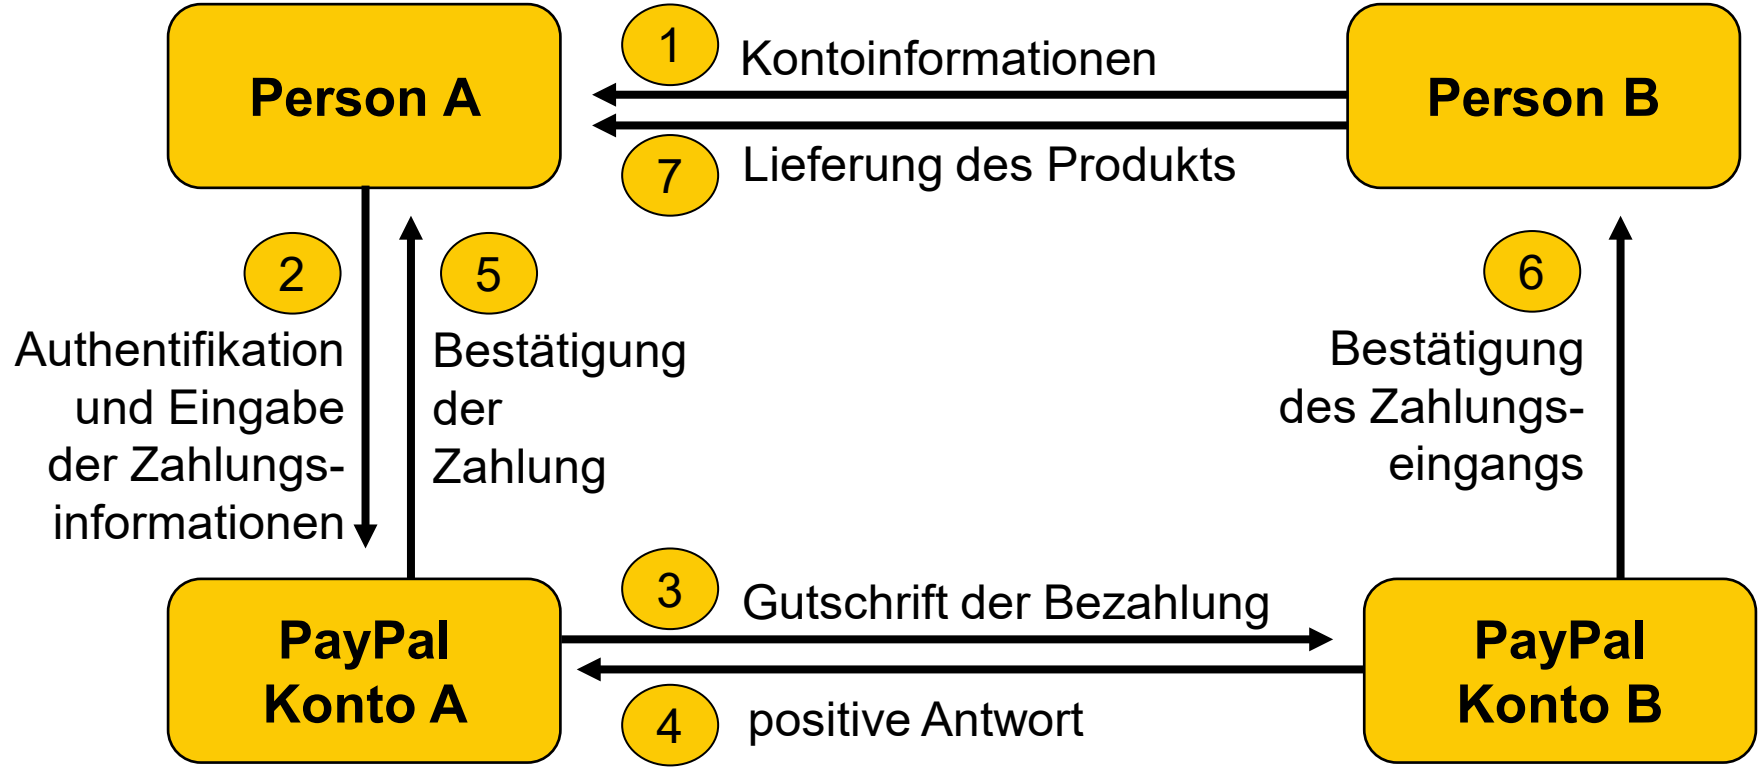 Person A
1
Kontoinformationen
Person B
7
Lieferung des Produkts
2
Authentifikation
und Eingabe
der Zahlungs-
informationen
5
Bestätigung
der
Zahlung
6
Bestätigung
des Zahlungs-
eingangs
PayPal
Konto A
3
Gutschrift der Bezahlung
4
positive Antwort
PayPal
Konto B